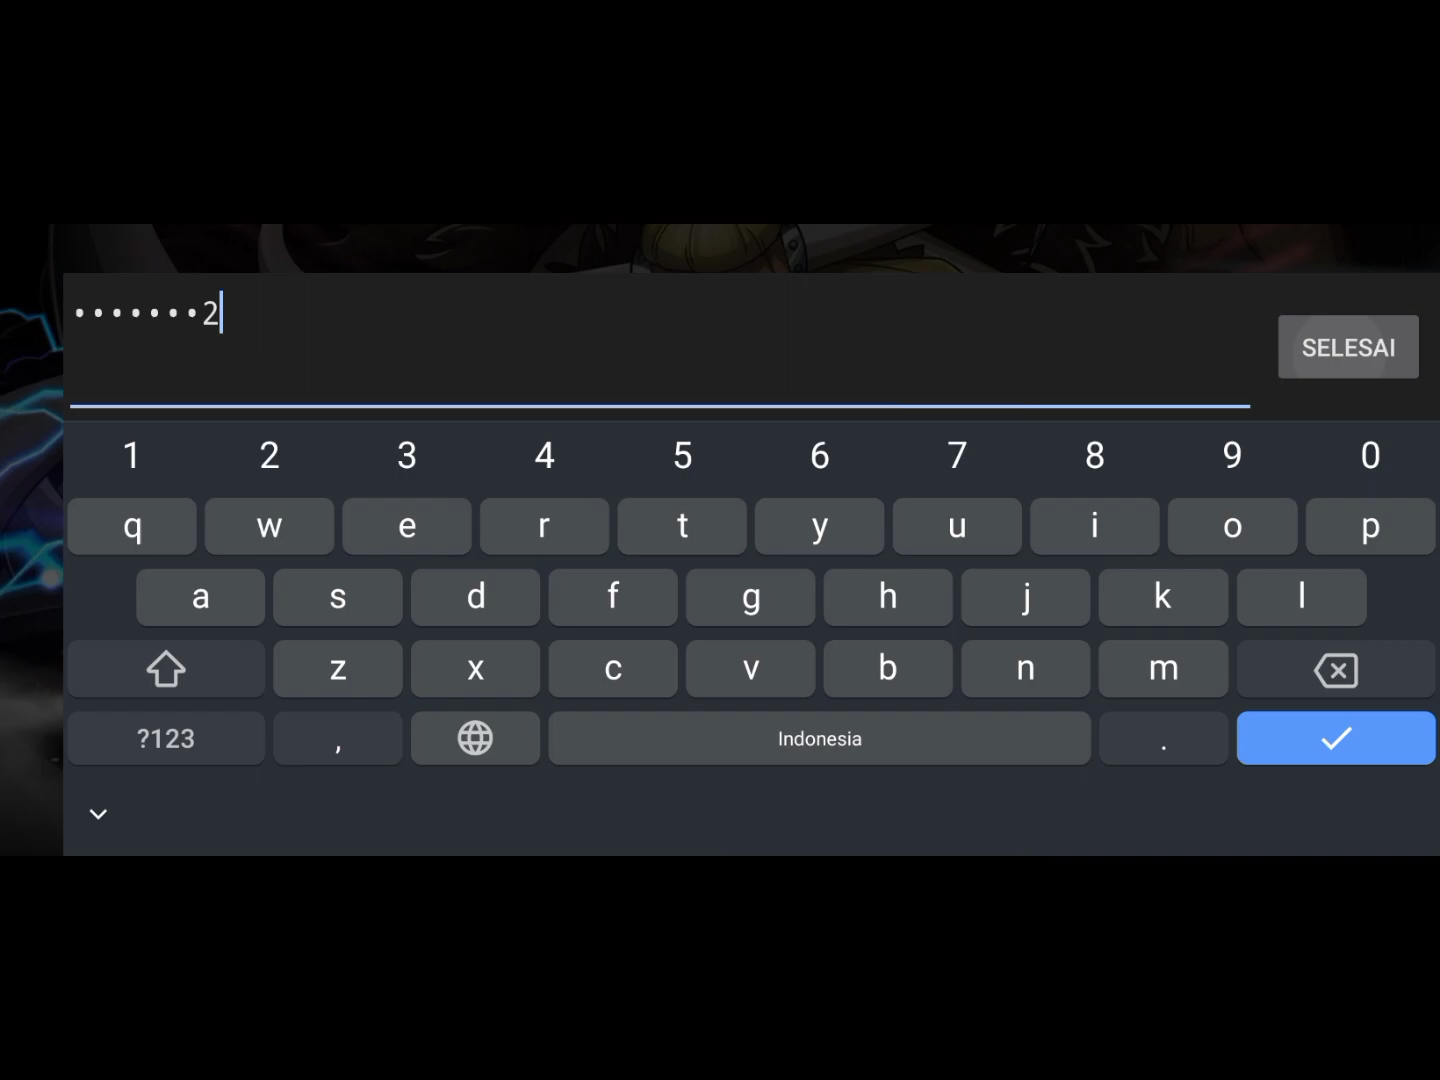 •••••••2
SELESAI
1 2 3 4 5 6 7 8 9 0
q w e r t y u i o p
a s d f g h j k l
z x c v b n m
?123 , Indonesia .